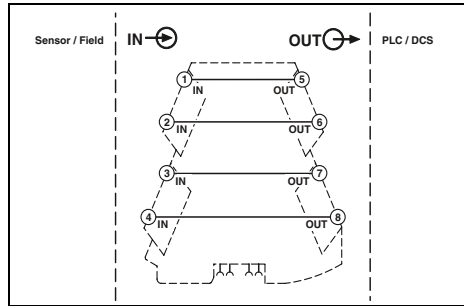 Sensor / Field IN OUT PLC / DCS
1 5
IN OUT
2 6
IN OUT
3 7
IN OUT
4 8
IN OUT